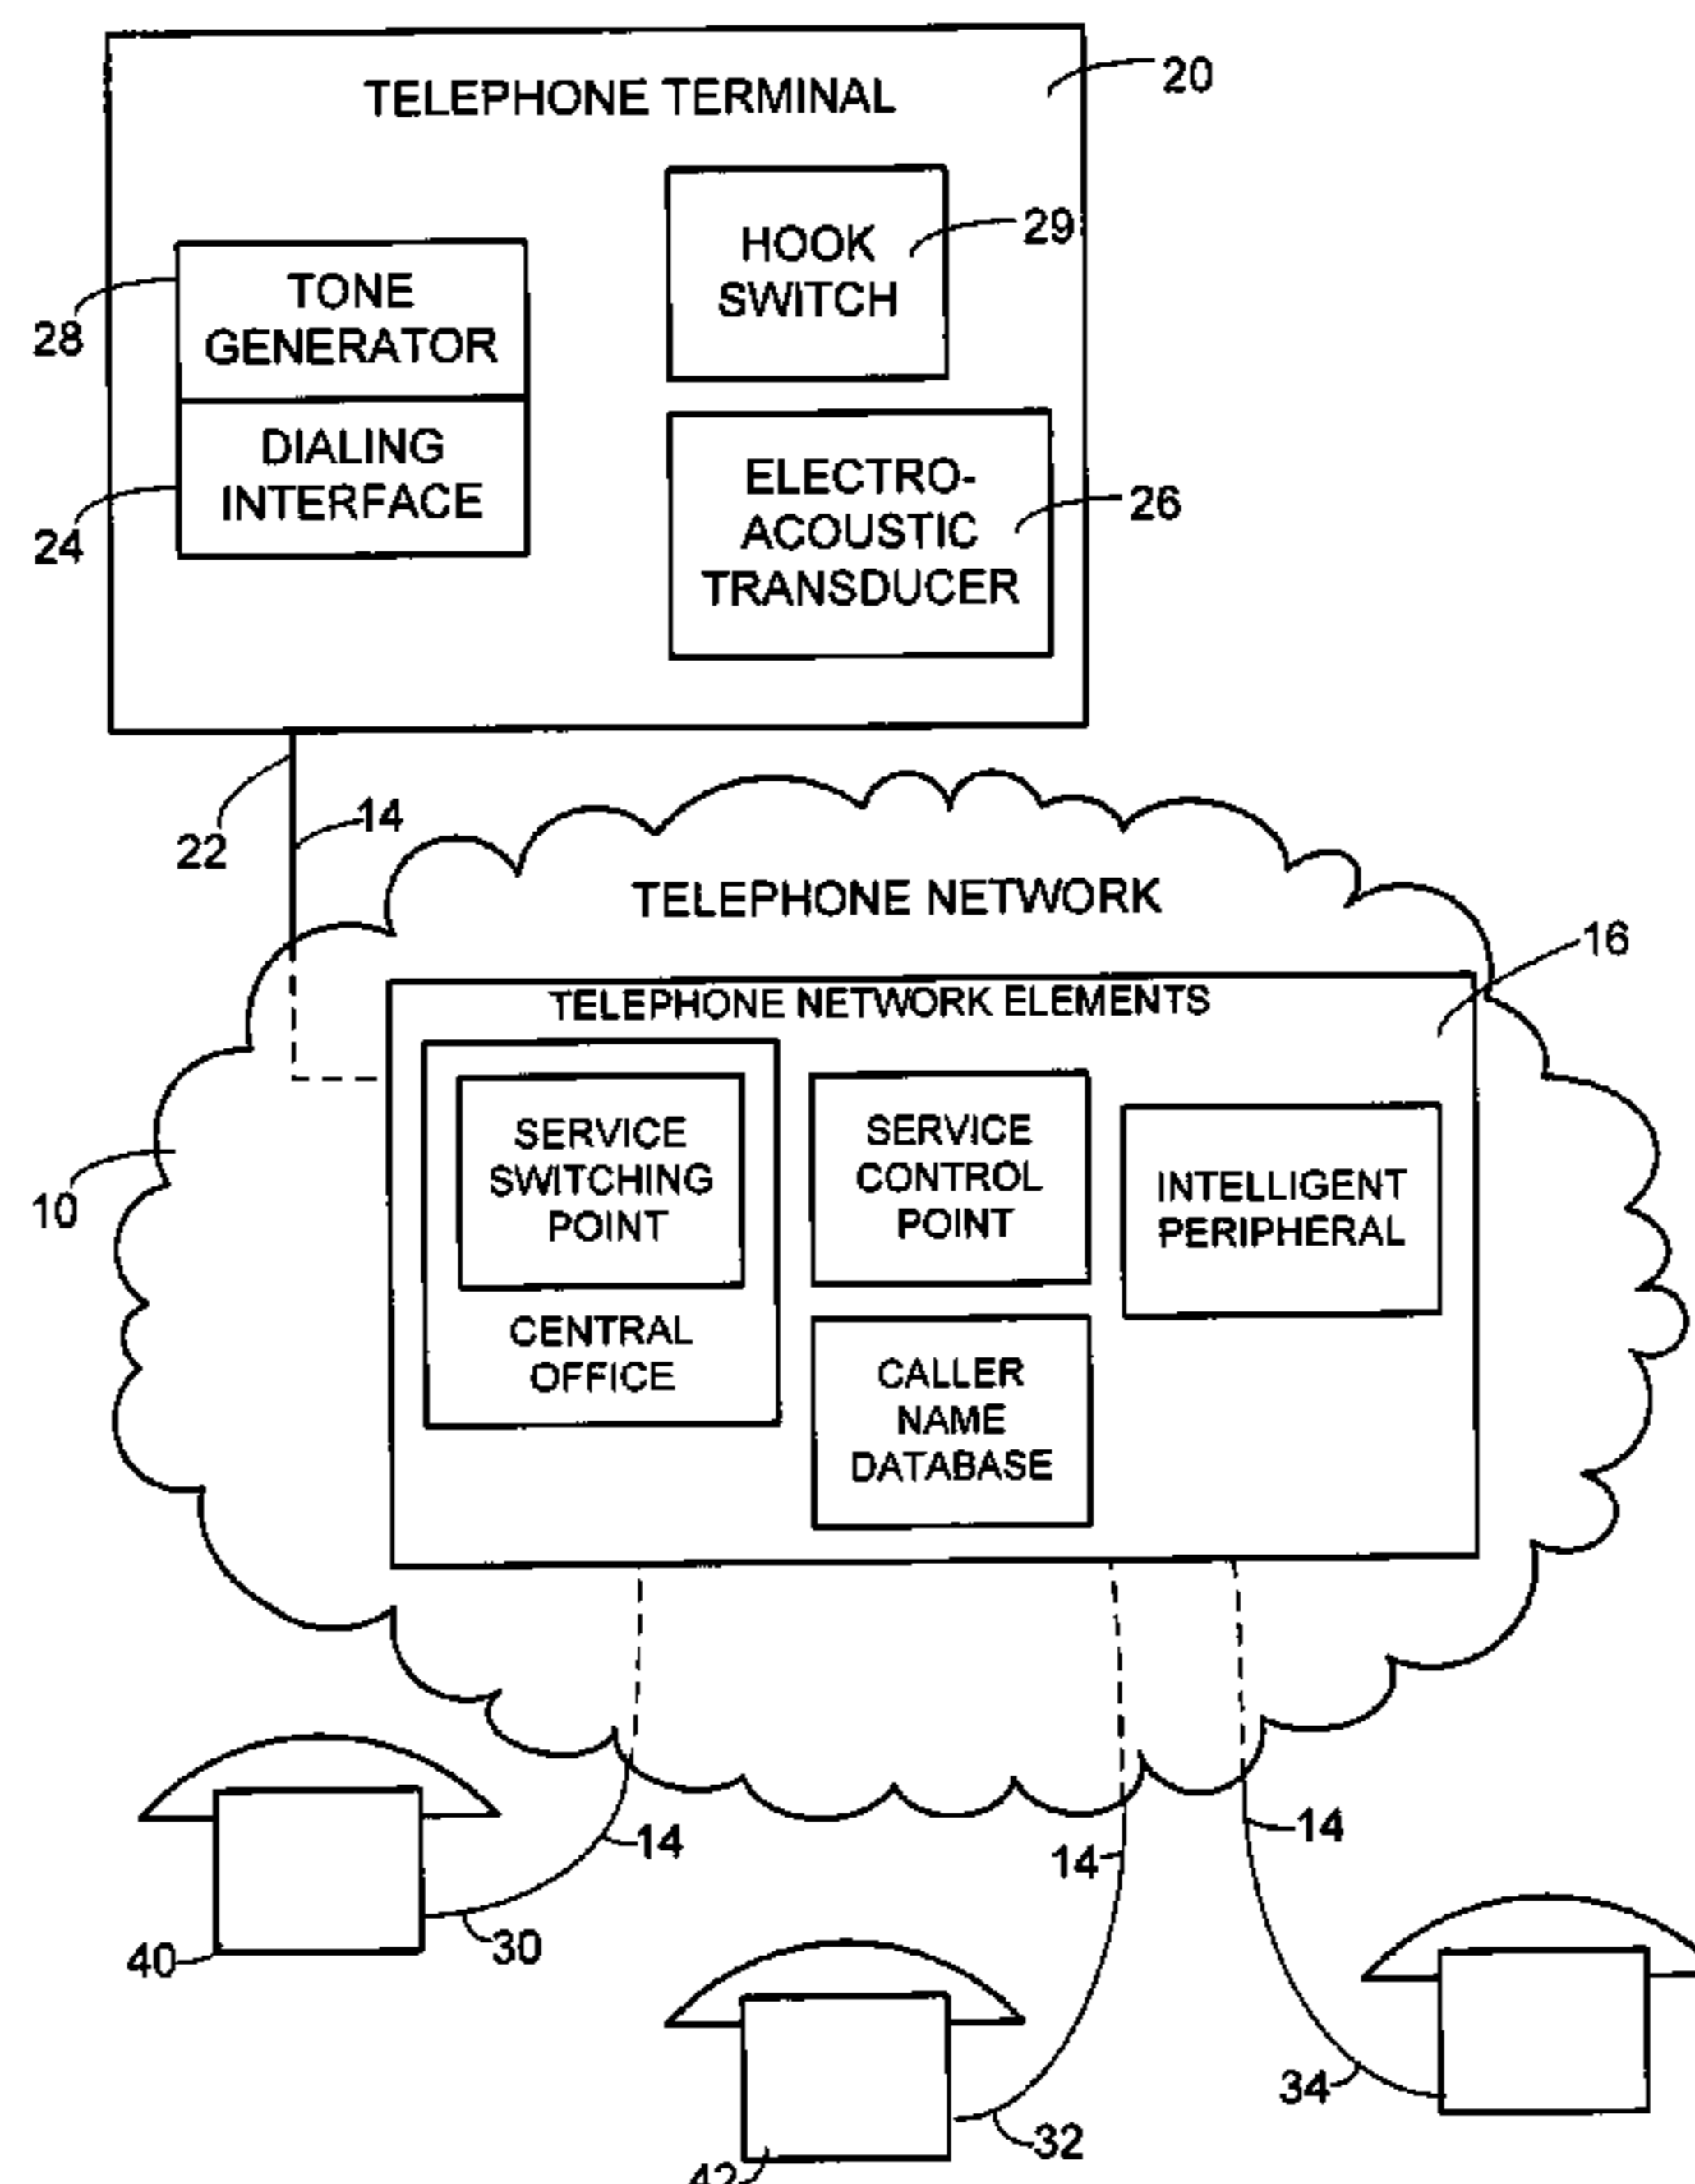 TELEPHONE TERMINAL
20
HOOK
SWITCH
29
TONE
GENERATOR
28
DIALING
INTERFACE
24
ELECTRO-
ACOUSTIC
TRANSDUCER
26
22
14
TELEPHONE NETWORK
16
TELEPHONE NETWORK ELEMENTS
SERVICE
SWITCHING
POINT
CENTRAL
OFFICE
SERVICE
CONTROL
POINT
INTELLIGENT
PERIPHERAL
CALLER
NAME
DATABASE
10
14
14
14
30
40
34
32
42